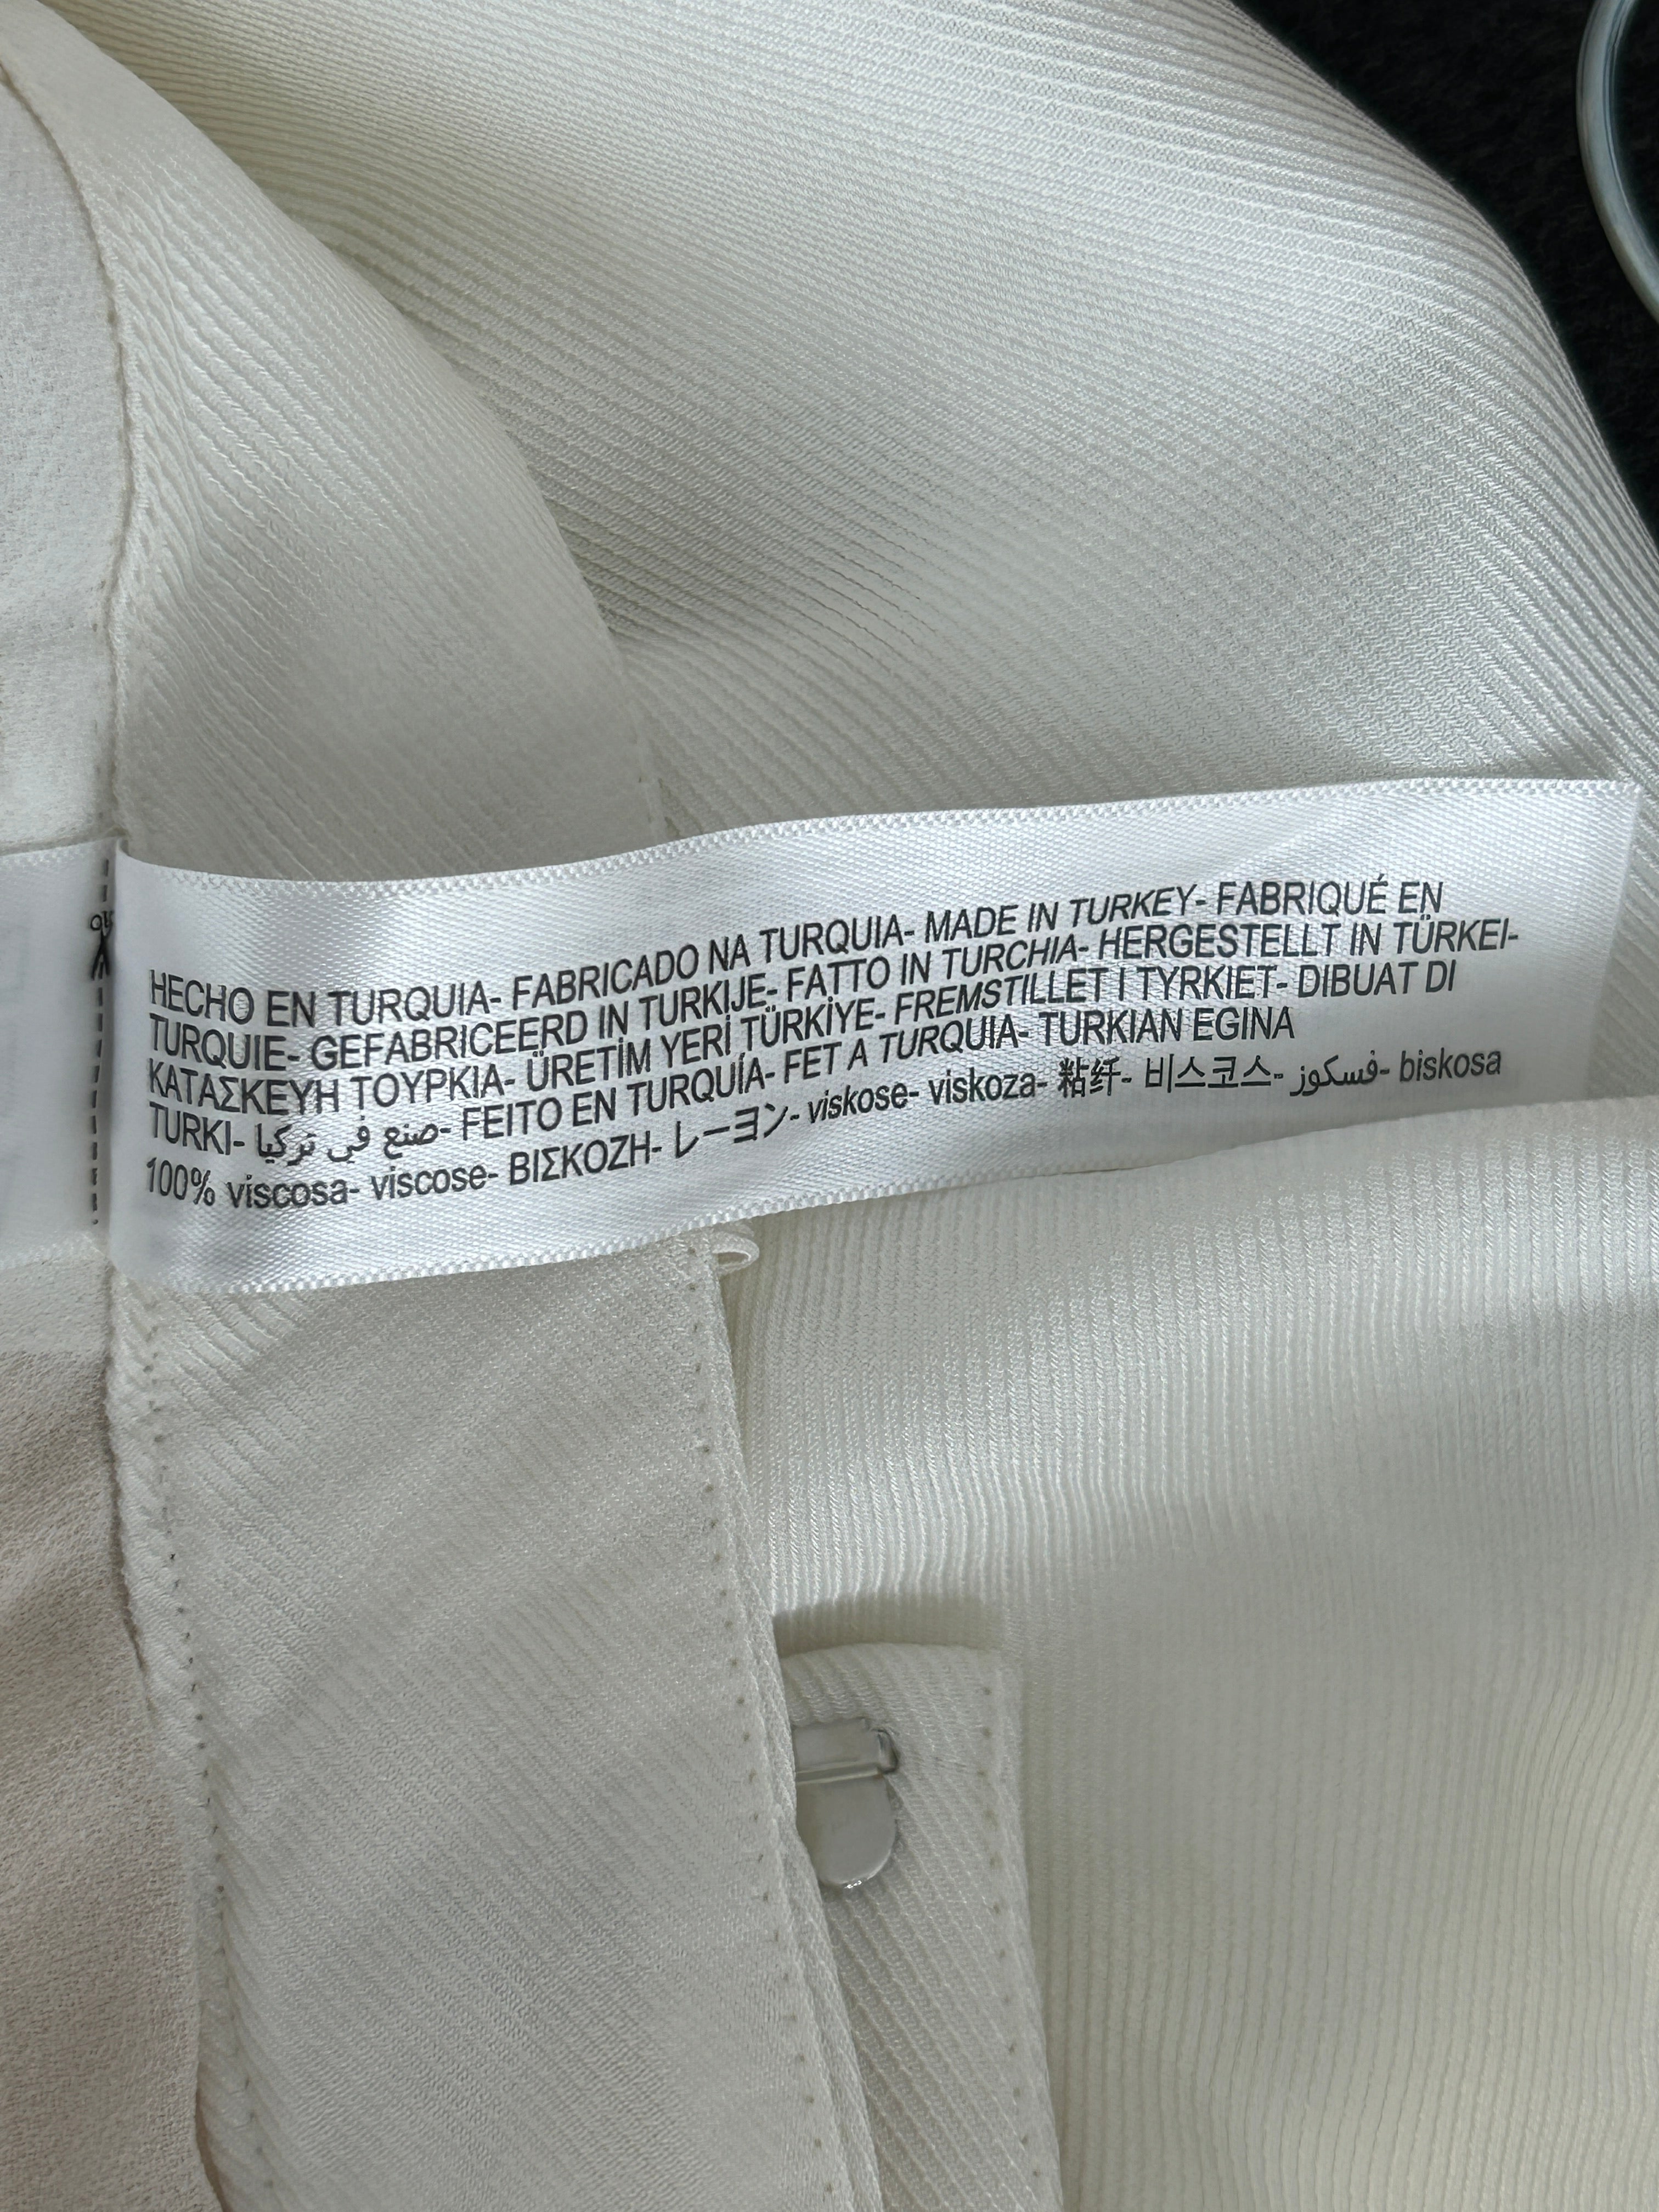 HECHO EN TURQUIA- FABRICADO NA TURQUIA- MADE IN TURKEY- FABRIQUÉ EN
TURQUIE- GEFABRICEERD IN TURKIJE- FATTO IN TURCHIA- HERGESTELLT IN TÜRKEI-
ΚΑΤΑΣΚΕΥΗ ΤΟΥΡΚΙΑ- ÜRETİM YERİ TÜRKİYE- FREMSTILLET I TYRKIET- DIBUAT DI
TURKI- صنع في تركيا- FEITO EN TURQUÍA- FET A TURQUIA- TURKIAN EGINA
100% viscosa- viscose- ΒΙΣΚΟΖΗ- レーヨン- viskose- viskoza- 粘纤- 비스코스- فسكوز- biskosa